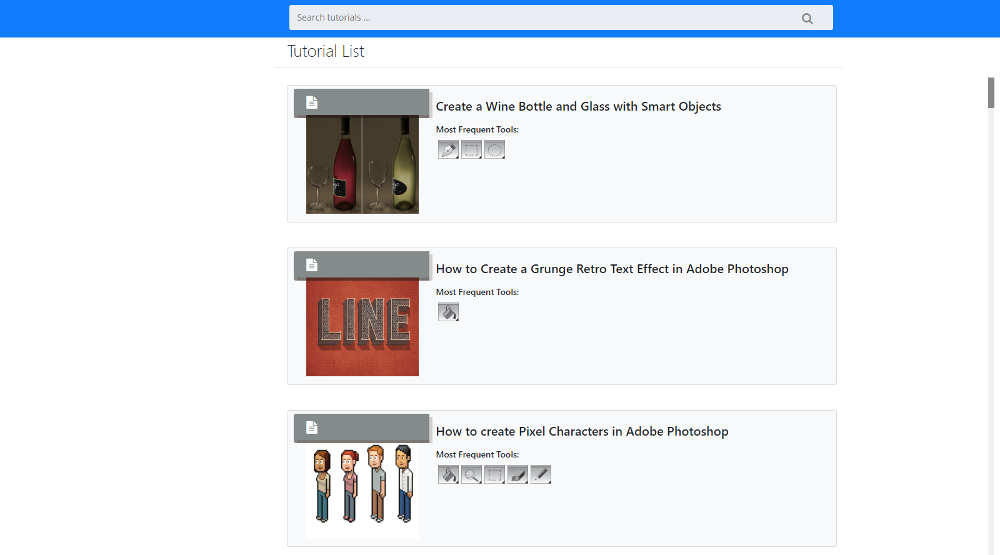 Search tutorials ...
Tutorial List
Create a Wine Bottle and Glass with Smart Objects
Most Frequent Tools:
How to Create a Grunge Retro Text Effect in Adobe Photoshop
Most Frequent Tools:
LINE
How to create Pixel Characters in Adobe Photoshop
Most Frequent Tools: